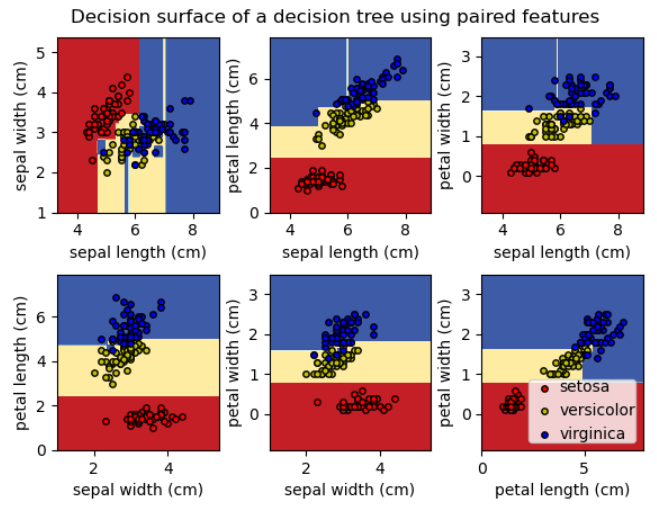 Decision surface of a decision tree using paired features
sepal width (cm)
5
4
3
2
1
4
6
8
sepal length (cm)
petal length (cm)
6
4
2
0
4
6
8
sepal length (cm)
petal width (cm)
3
2
1
0
4
6
8
sepal length (cm)
petal length (cm)
6
4
2
0
2
4
sepal width (cm)
petal width (cm)
3
2
1
0
2
4
sepal width (cm)
petal width (cm)
3
2
1
0
0
5
petal length (cm)
setosa
versicolor
virginica